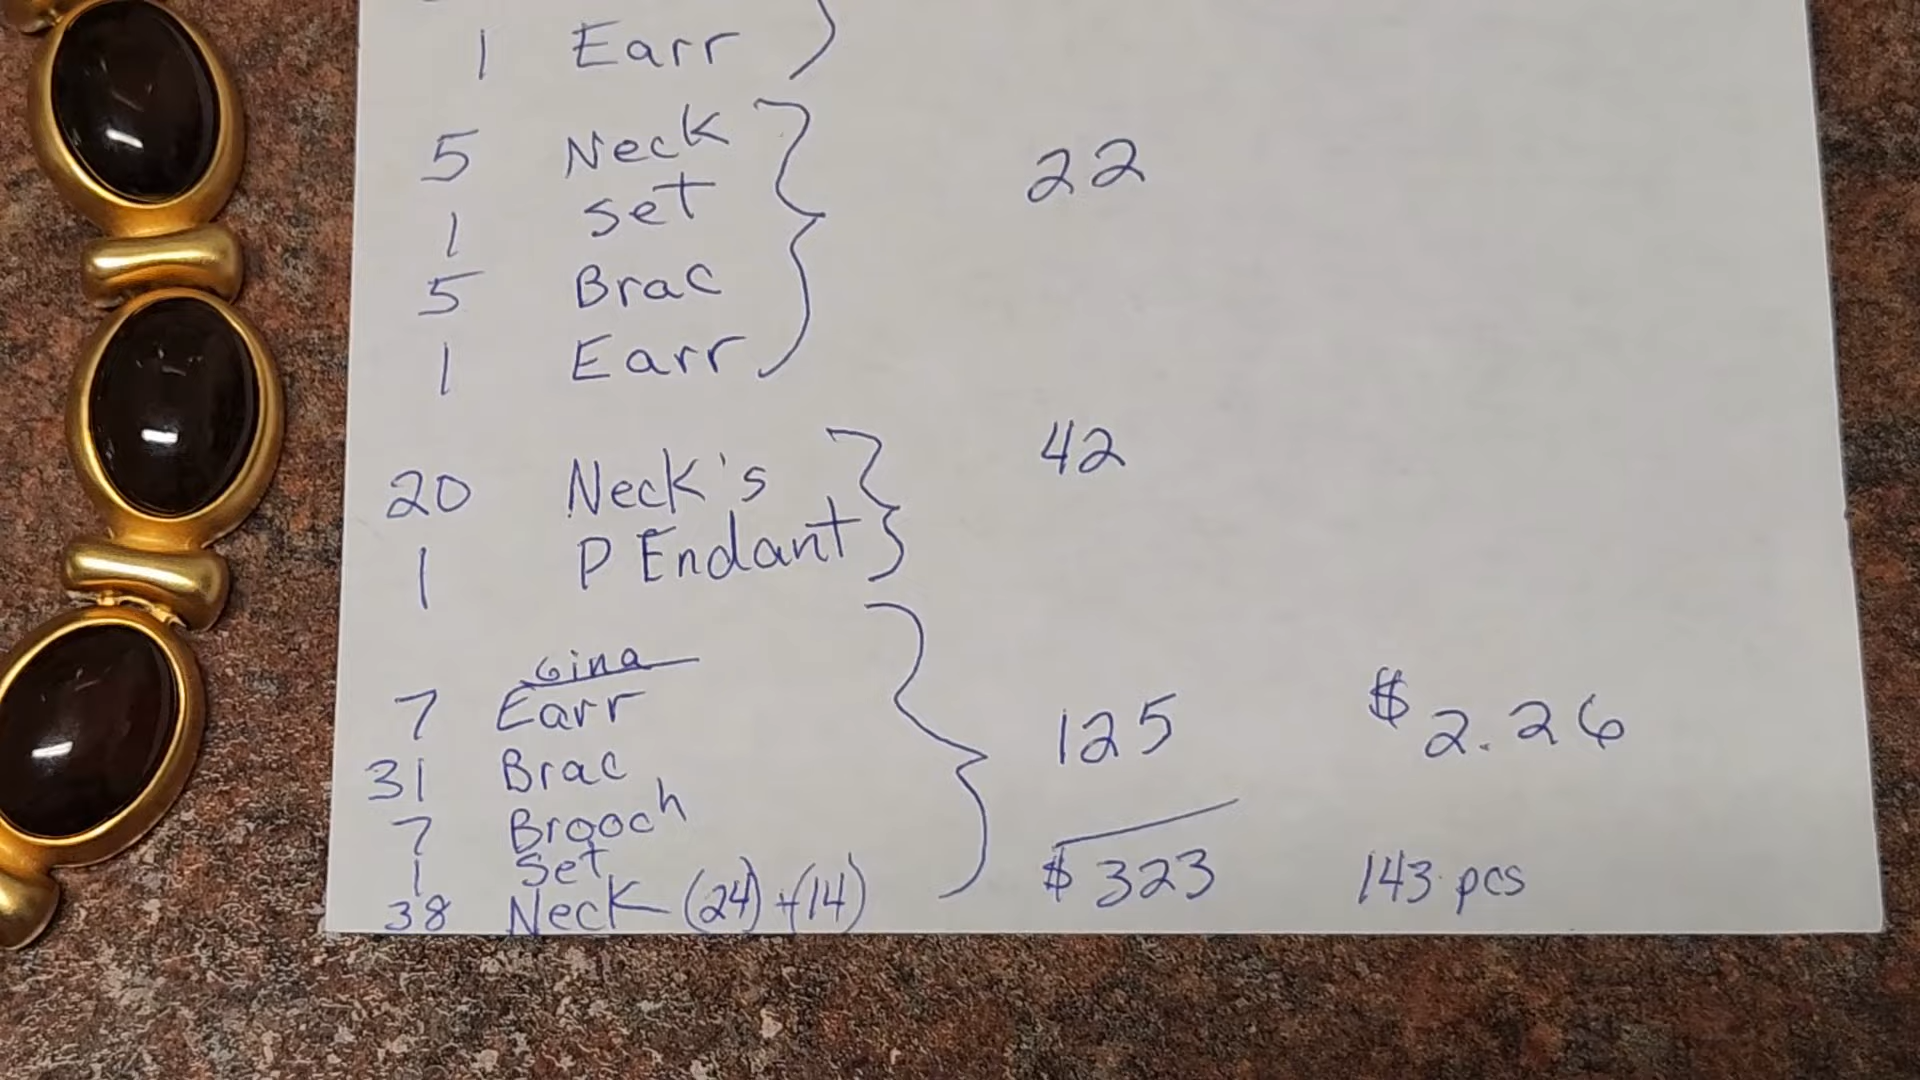 1 Earr
5 Neck 22
1 set
5 Brac
1 Earr
20 Neck's 42
1 PEndant
Gina
7 Earr
31 Brac 125 $2.26
7 Brooch
1 Set $323 143 pcs
38 Neck (24) + (14)